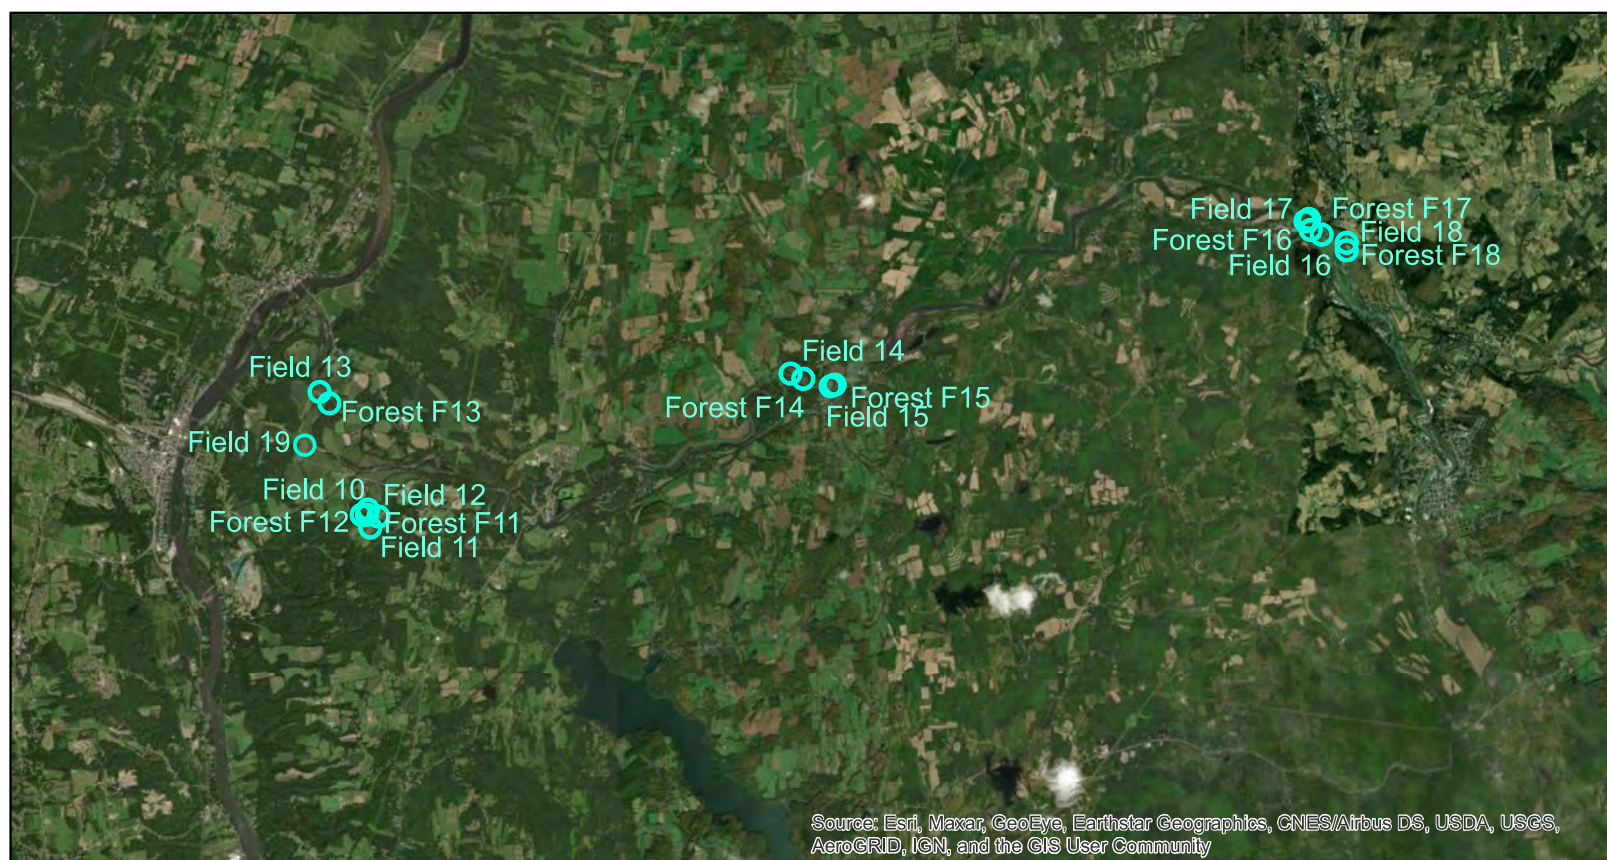 Field 17
Forest F17
Forest F16
Field 18
Field 16
Forest F18
Field 14
Field 13
Forest F14
Forest F15
Field 15
Forest F13
Field 19
Field 10
Field 12
Forest F12
Forest F11
Field 11
Source: Esri, Maxar, GeoEye, Earthstar Geographics, CNES/Airbus DS, USDA, USGS,
AeroGRID, IGN, and the GIS User Community